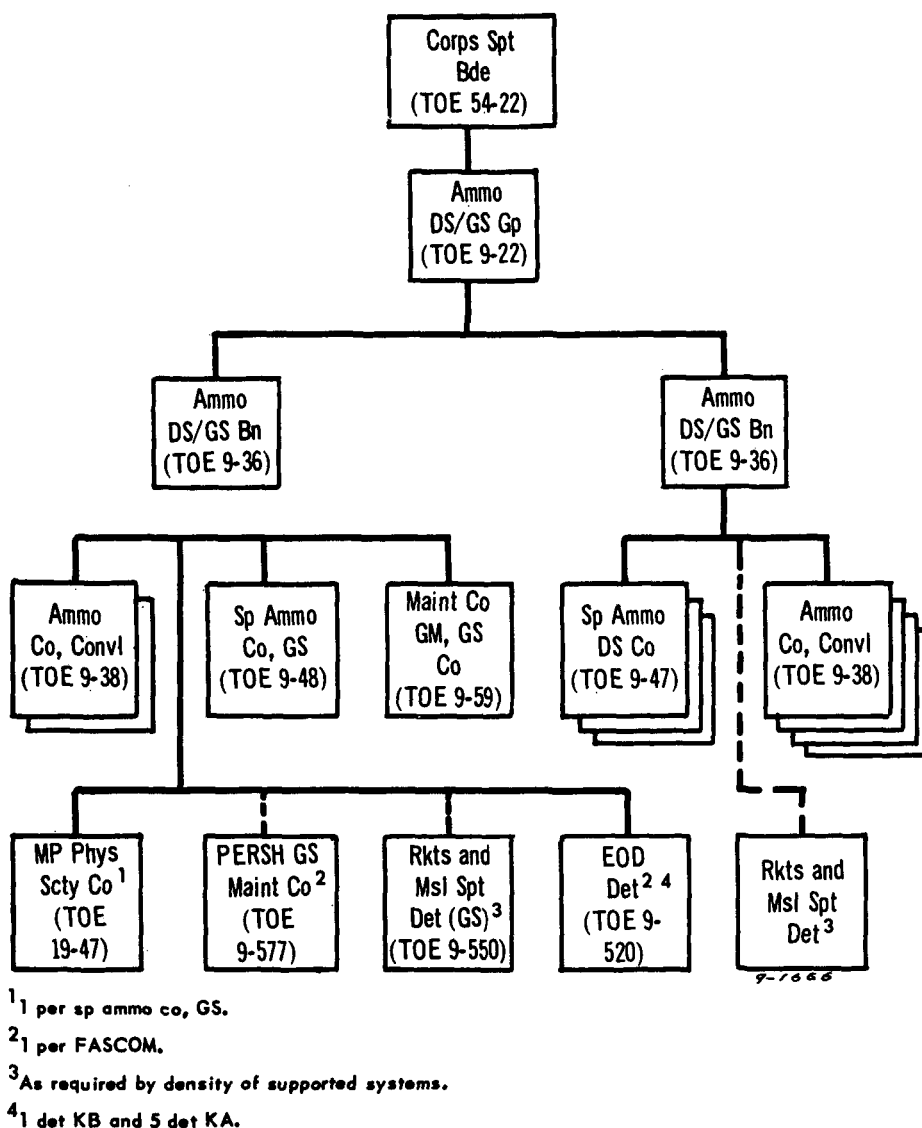 Corps Spt
Bde
(TOE 54-22)
Ammo
DS/GS Gp
(TOE 9-22)
Ammo
DS/GS Bn
(TOE 9-36)
Ammo
DS/GS Bn
(TOE 9-36)
Ammo
Co, Convl
(TOE 9-38)
Sp Ammo
Co, GS
(TOE 9-48)
Maint Co
GM, GS
Co
(TOE 9-59)
Sp Ammo
DS Co
(TOE 9-47)
Ammo
Co, Convl
(TOE 9-38)
MP Phys
Scty Co¹
(TOE
19-47)
PERSH GS
Maint Co²
(TOE
9-577)
Rkts and
Msl Spt
Det (GS)³
(TOE 9-550)
EOD
Det² ⁴
(TOE 9-
520)
Rkts and
Msl Spt
Det³
9-1666
¹1 per sp ammo co, GS.
²1 per FASCOM.
³As required by density of supported systems.
⁴1 det KB and 5 det KA.